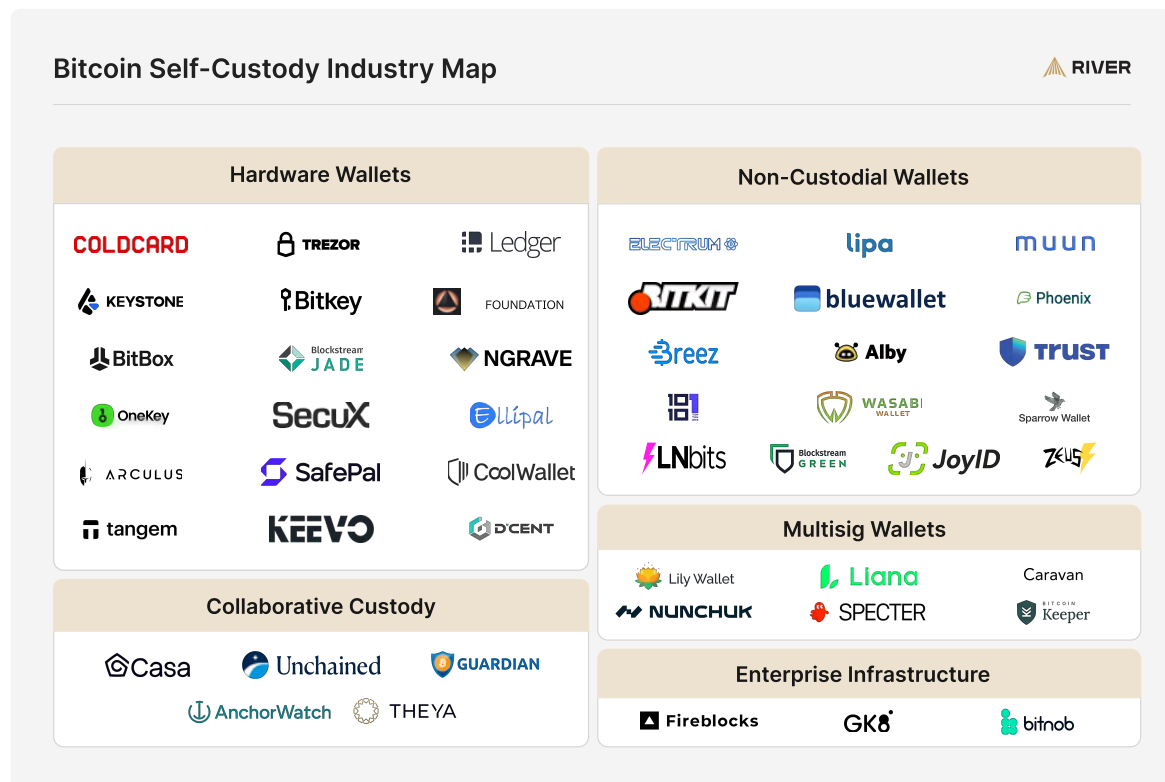 Bitcoin Self-Custody Industry Map
RIVER
Hardware Wallets
COLDCARD
TREZOR
Ledger
KEYSTONE
Bitkey
FOUNDATION
BitBox
Blockstream
JADE
NGRAVE
OneKey
SecuX
Ellipal
ARCULUS
SafePal
CoolWallet
tangem
KEEVO
D'CENT
Collaborative Custody
Casa
Unchained
GUARDIAN
AnchorWatch
THEYA
Non-Custodial Wallets
ELECTRUM
lipa
muun
BITKIT
bluewallet
Phoenix
Breez
Alby
TRUST
101
101
WASABI
WALLET
Sparrow Wallet
LNbits
Blockstream
GREEN
JoyID
ZEUS
Multisig Wallets
Lily Wallet
Liana
Caravan
NUNCHUK
SPECTER
BITCOIN
Keeper
Enterprise Infrastructure
Fireblocks
GK8
bitnob